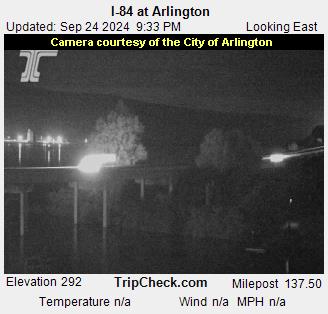 I-84 at Arlington
Updated: Sep 24 2024 9:33 PM Looking East
Camera courtesy of the City of Arlington
Elevation 292 TripCheck.com Milepost 137.50
Temperature n/a Wind n/a MPH n/a